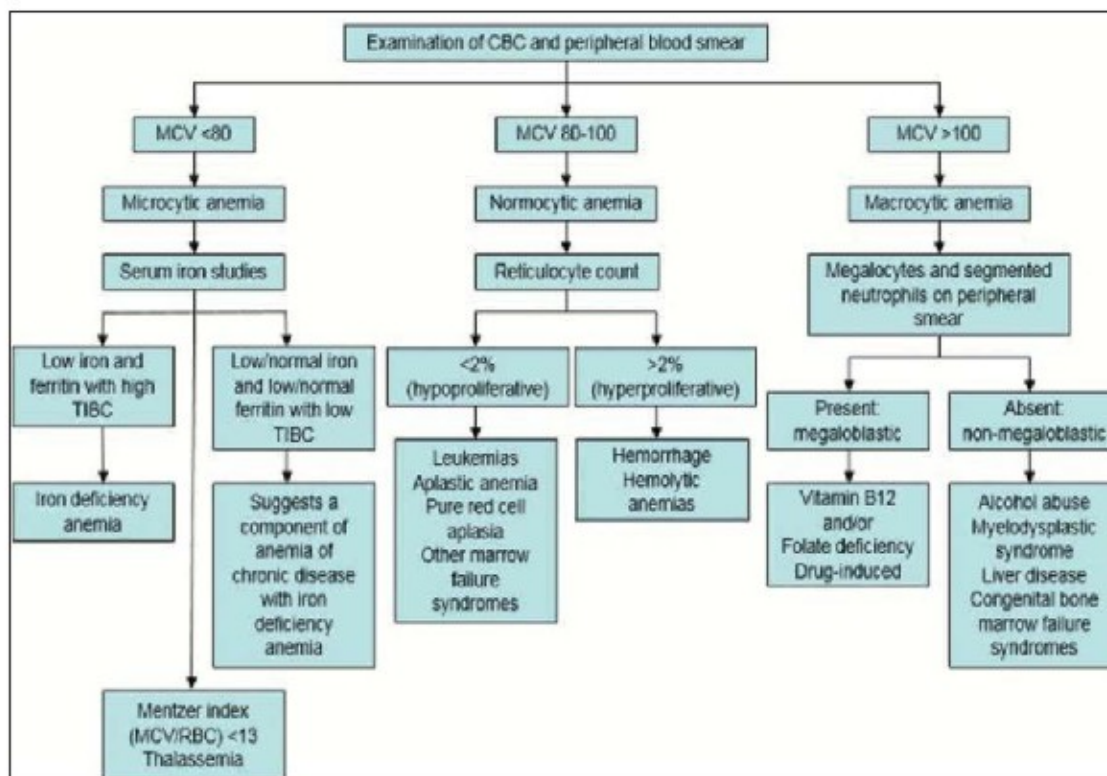 Examination of CBC and peripheral blood smear
MCV <80
MCV 80-100
MCV >100
Microcytic anemia
Normocytic anemia
Macrocytic anemia
Serum iron studies
Reticulocyte count
Megalocytes and segmented
neutrophils on peripheral
smear
Low iron and
ferritin with high
TIBC
Low/normal iron
and low/normal
ferritin with low
TIBC
<2%
(hypoproliferative)
>2%
(hyperproliferative)
Present:
megaloblastic
Absent:
non-megaloblastic
Iron deficiency
anemia
Suggests a
component of
anemia of
chronic disease
with iron
deficiency
anemia
Leukemias
Aplastic anemia
Pure red cell
aplasia
Other marrow
failure
syndromes
Hemorrhage
Hemolytic
anemias
Vitamin B12
and/or
Folate deficiency
Drug-induced
Alcohol abuse
Myelodysplastic
syndrome
Liver disease
Congenital bone
marrow failure
syndromes
Mentzer index
(MCV/RBC) <13
Thalassemia